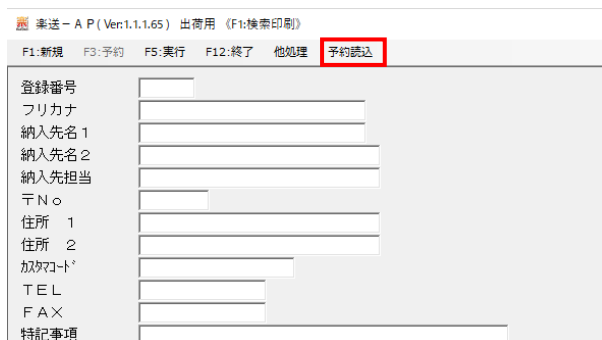 楽送－ＡＰ( Ver:1.1.1.65 )　出荷用　《F1:検索印刷》
F1:新規　F3:予約　F5:実行　F12:終了　他処理　予約読込
登録番号
フリカナ
納入先名１
納入先名２
納入先担当
〒Ｎｏ
住所　１
住所　２
ｶｽﾀﾏｺｰﾄﾞ
ＴＥＬ
ＦＡＸ
特記事項